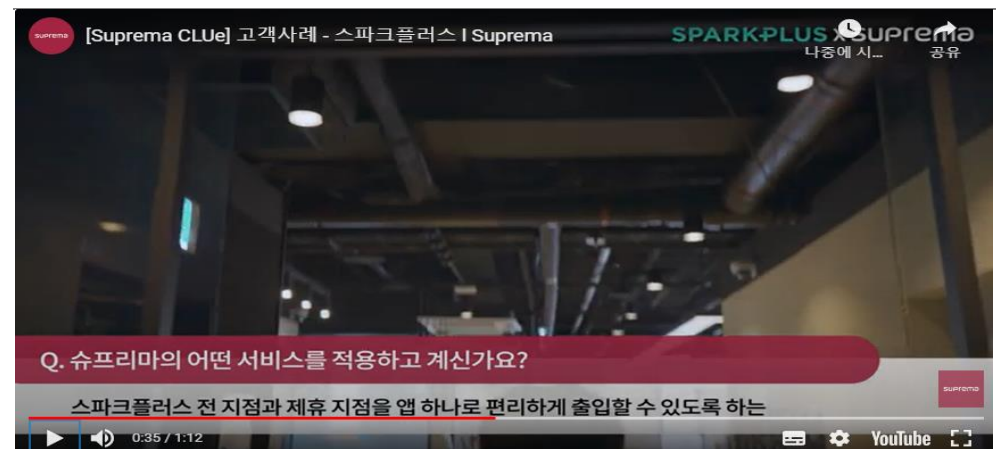 suprema
[Suprema CLUe] 고객사례 - 스파크플러스 I Suprema
SPARKPLUS x suprema
나중에 시...
공유
Q. 슈프리마의 어떤 서비스를 적용하고 계신가요?
스파크플러스 전 지점과 제휴 지점을 앱 하나로 편리하게 출입할 수 있도록 하는
suprema
0:35 / 1:12
YouTube